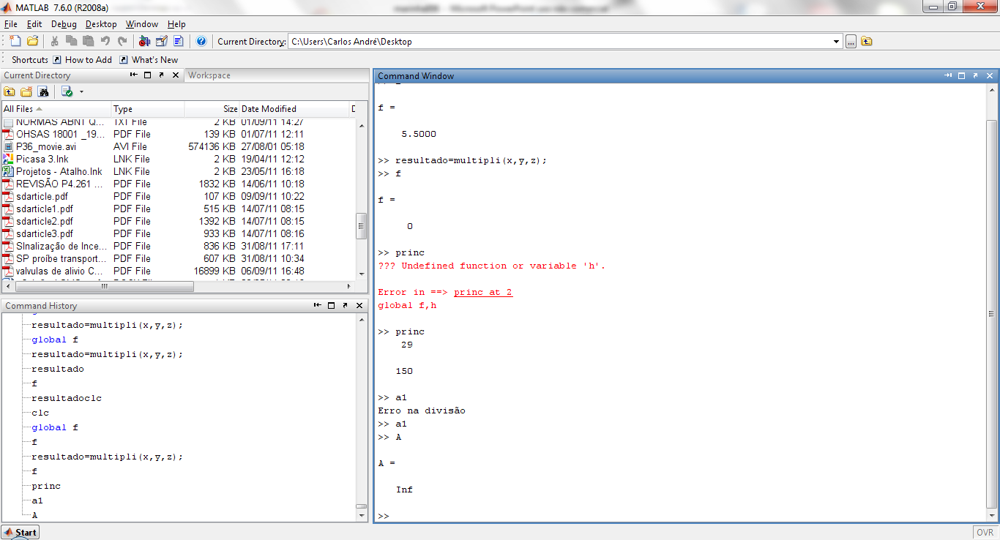 MATLAB 7.6.0 (R2008a)
File Edit Debug Desktop Window Help
Current Directory: C:\Users\Carlos André\Desktop
Shortcuts How to Add What's New
Current Directory
Workspace
All Files Type Size Date Modified
NORMAS ABNT Q... TXT File 2 KB 01/09/11 14:27
OHSAS 18001 _19... PDF File 139 KB 01/07/11 12:11
P36_movie.avi AVI File 574136 KB 27/08/01 05:18
Picasa 3.lnk LNK File 2 KB 19/04/11 12:12
Projetos - Atalho.lnk LNK File 2 KB 23/05/11 16:18
REVISÃO P4.261 ... PDF File 1832 KB 14/06/11 10:18
sdarticle.pdf PDF File 107 KB 09/09/11 10:22
sdarticle1.pdf PDF File 515 KB 14/07/11 08:15
sdarticle2.pdf PDF File 1392 KB 14/07/11 08:15
sdarticle3.pdf PDF File 933 KB 14/07/11 08:16
SInalização de Ince... PDF File 836 KB 31/08/11 17:11
SP proíbe transport... PDF File 607 KB 31/08/11 10:34
valvulas de alivio C... PDF File 16899 KB 06/09/11 16:48
Command History
resultado=multipli(x,y,z);
global f
resultado=multipli(x,y,z);
resultado
f
resultadoclc
clc
global f
f
resultado=multipli(x,y,z);
f
princ
a1
A
Command Window
f =
5.5000
>> resultado=multipli(x,y,z);
>> f
f =
0
>> princ
??? Undefined function or variable 'h'.
Error in ==> princ at 2
global f,h
>> princ
29
150
>> a1
Erro na divisão
>> a1
>> A
A =
Inf
>>
Start
OVR